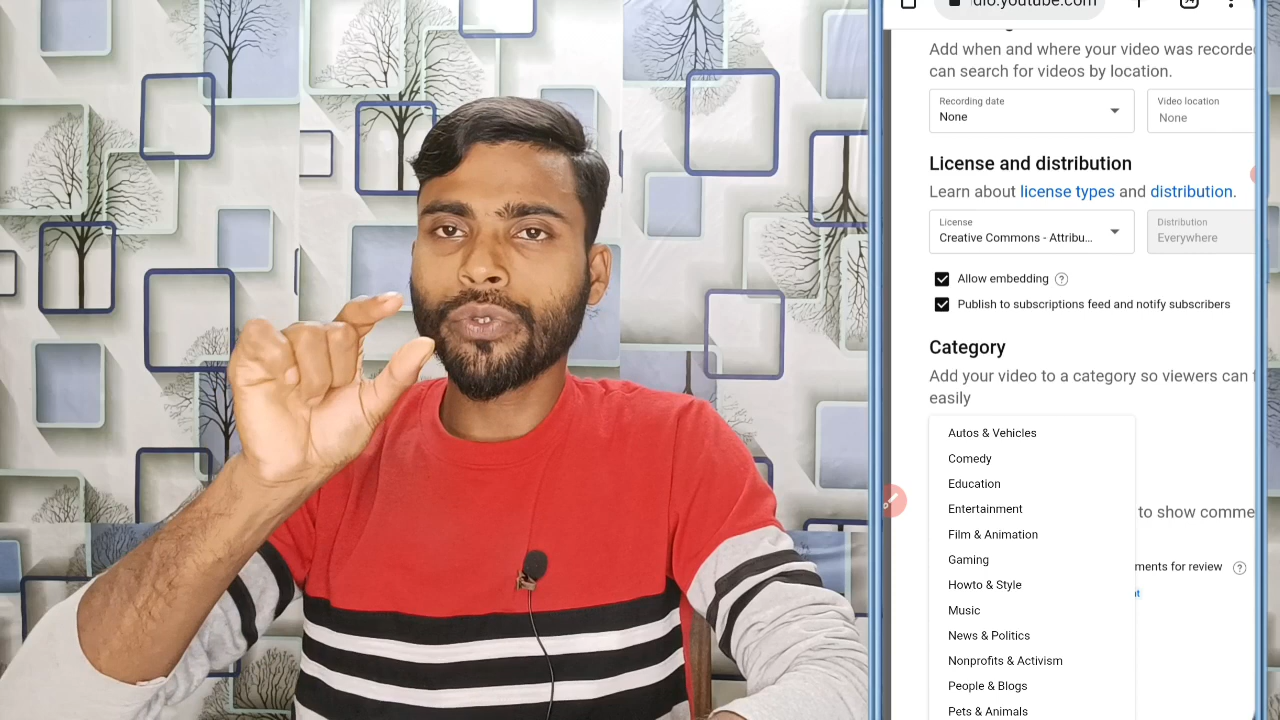 dio.youtube.com
Add when and where your video was recorde
can search for videos by location.
Recording date
None
Video location
None
License and distribution
Learn about license types and distribution.
License
Creative Commons - Attribu...
Distribution
Everywhere
Allow embedding
Publish to subscriptions feed and notify subscribers
Category
Add your video to a category so viewers can f
easily
Autos & Vehicles
Comedy
Education
Entertainment
to show comme
Film & Animation
Gaming
ments for review
Howto & Style
Music
News & Politics
Nonprofits & Activism
People & Blogs
Pets & Animals